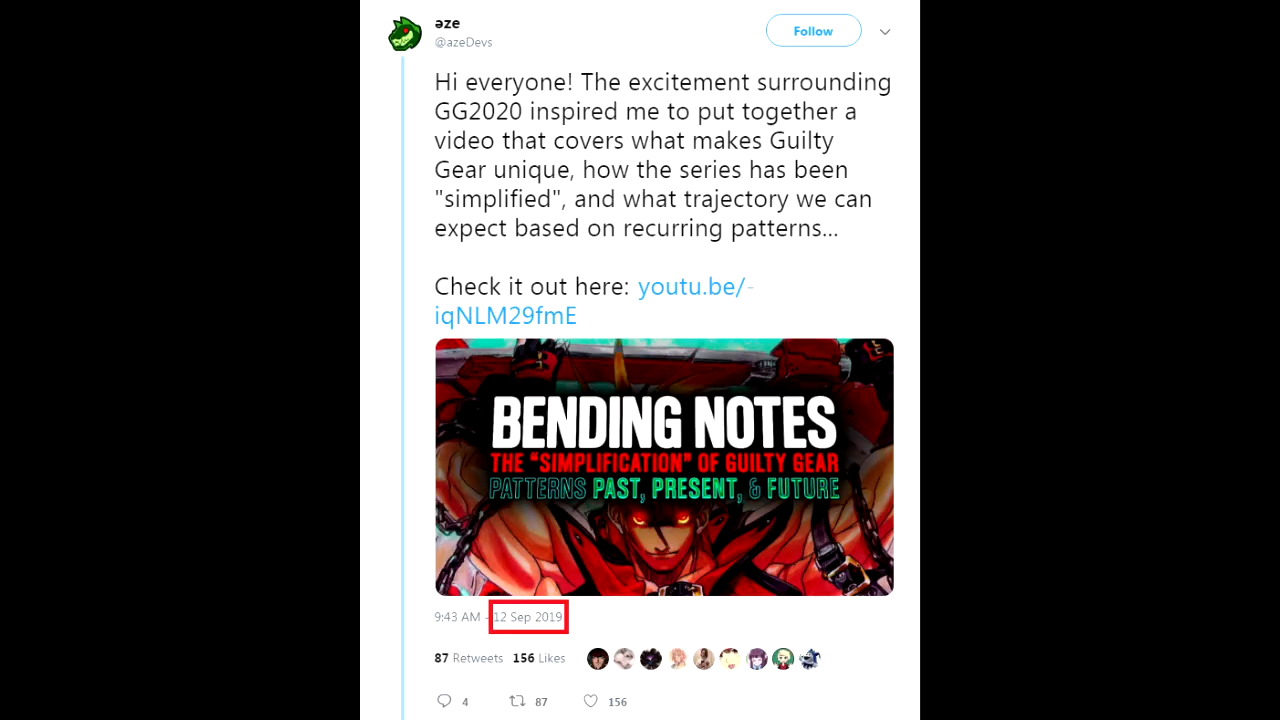 əze
@azeDevs
Follow
Hi everyone! The excitement surrounding
GG2020 inspired me to put together a
video that covers what makes Guilty
Gear unique, how the series has been
"simplified", and what trajectory we can
expect based on recurring patterns...
Check it out here: youtu.be/-
iqNLM29fmE
BENDING NOTES
THE "SIMPLIFICATION" OF GUILTY GEAR
PATTERNS PAST, PRESENT, & FUTURE
9:43 AM - 12 Sep 2019
87 Retweets 156 Likes
4 87 156